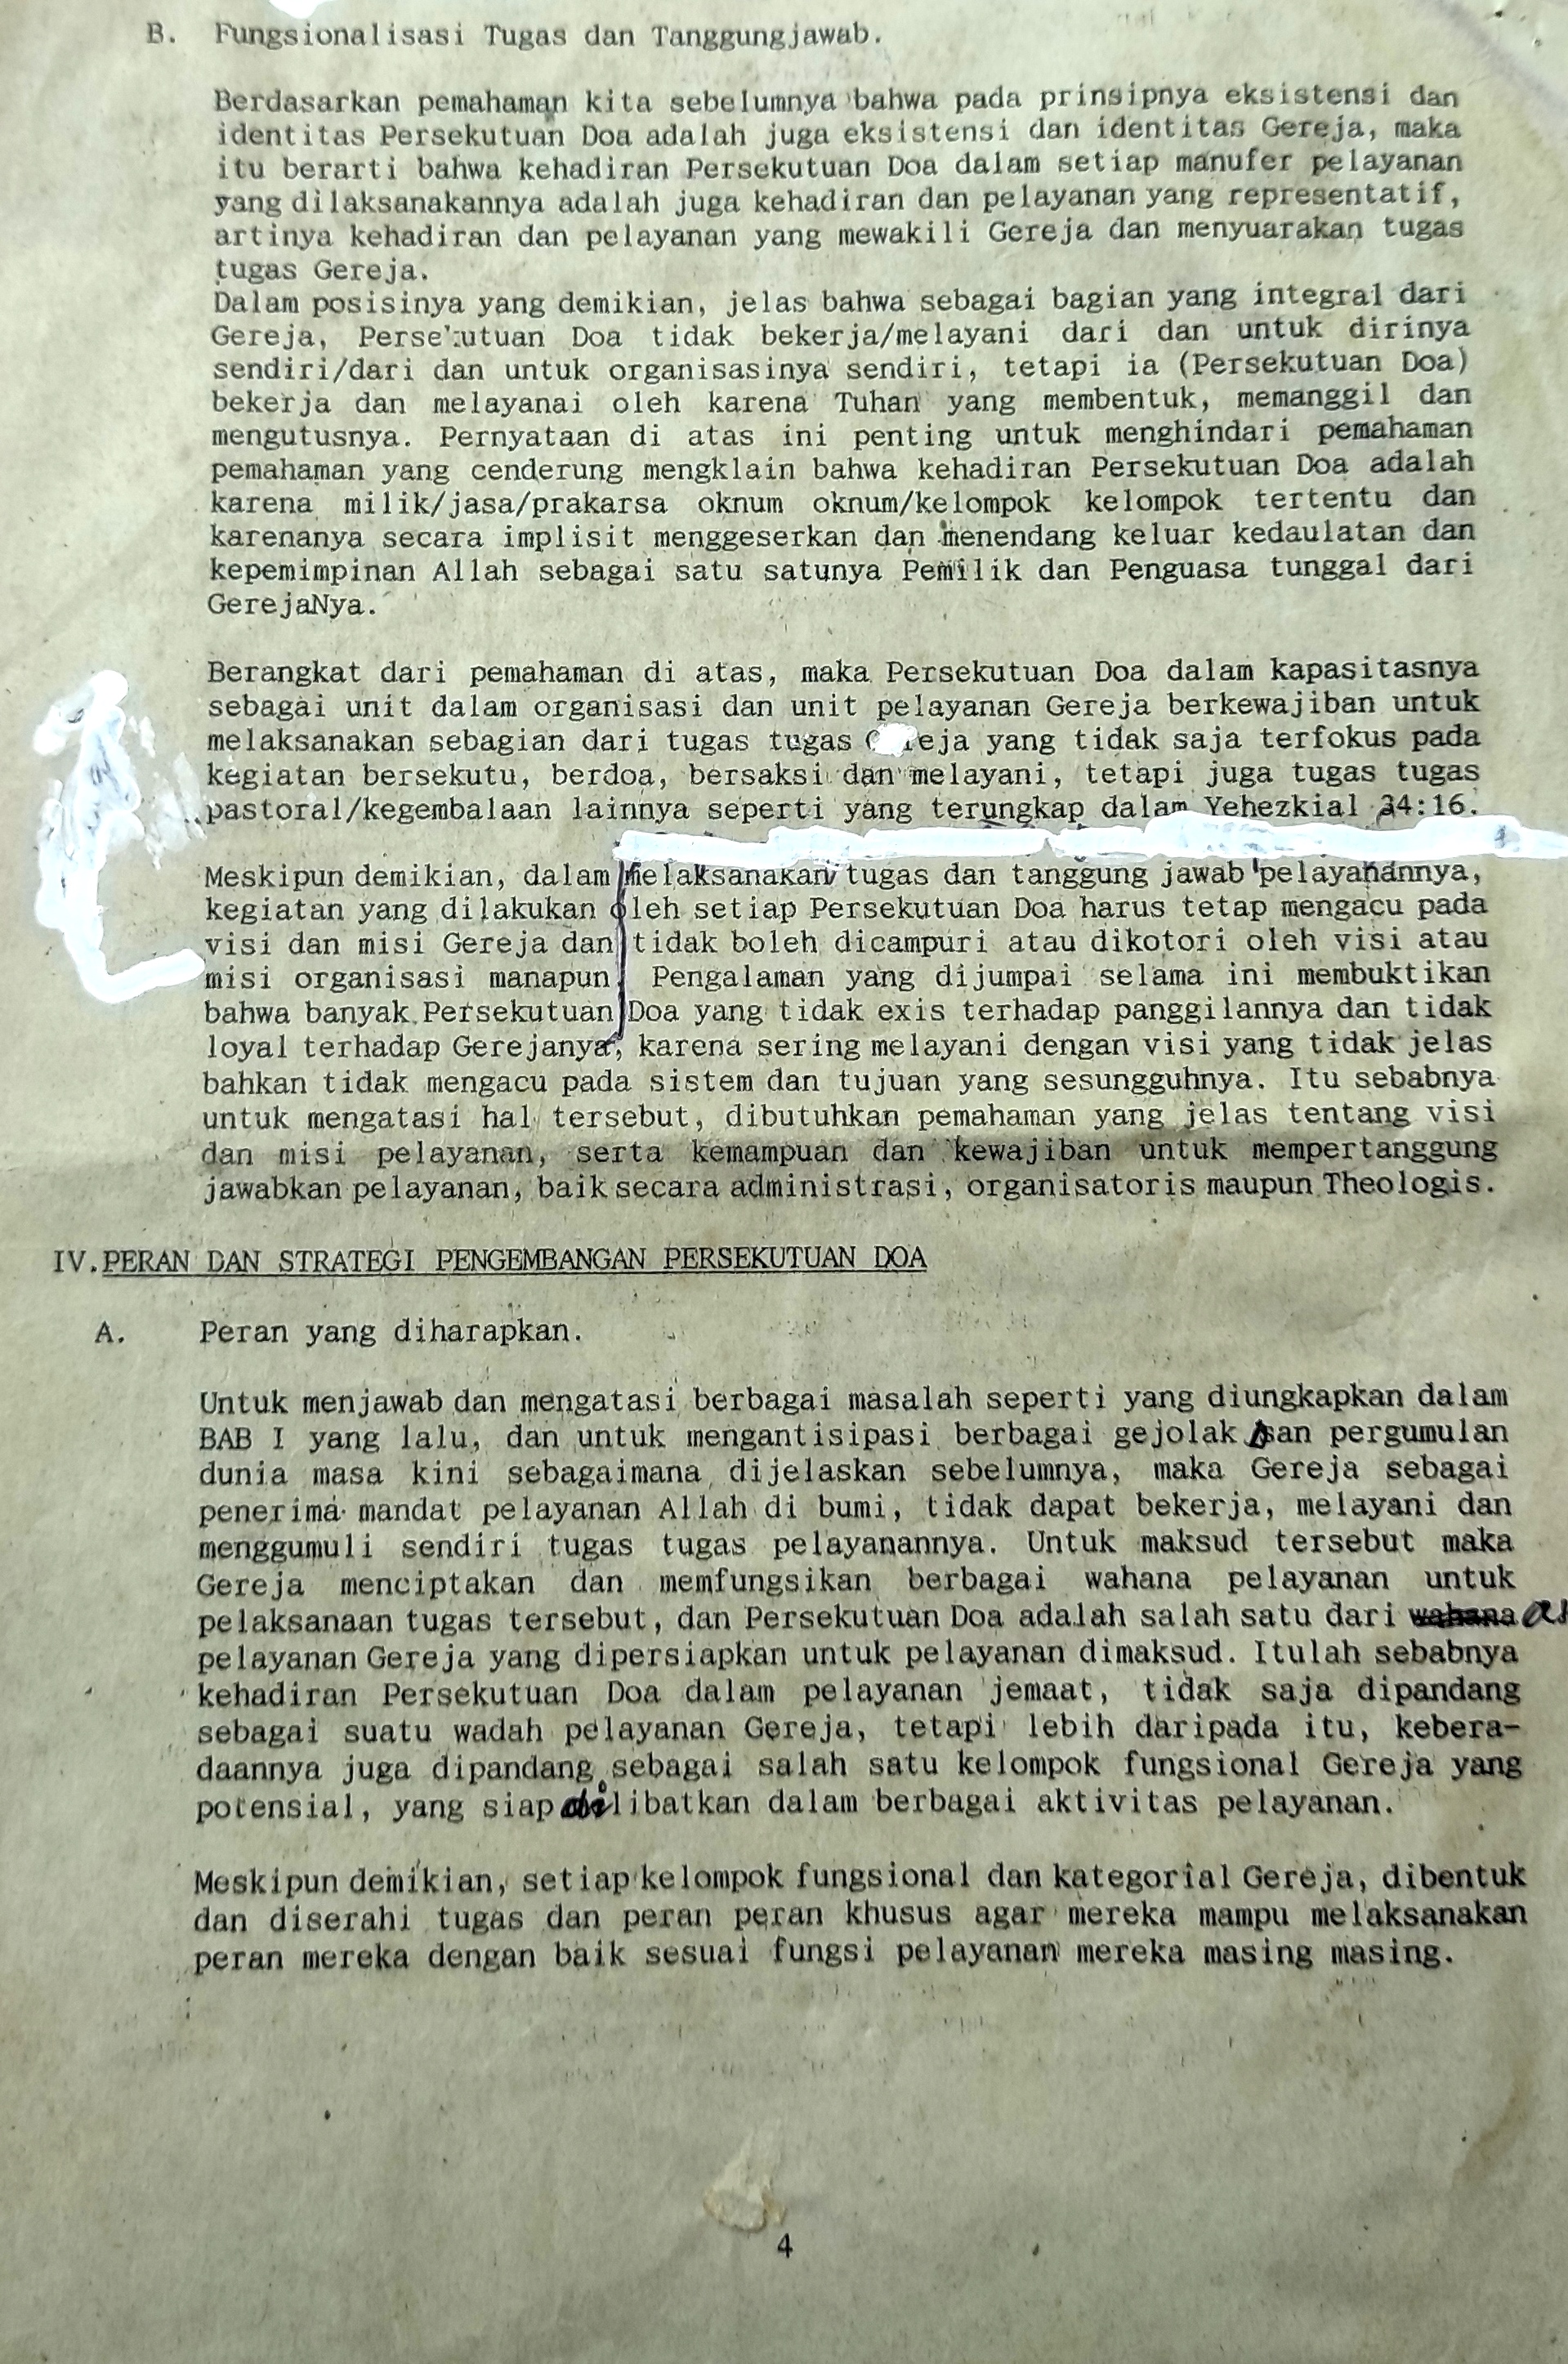 B. Fungsionalisasi Tugas dan Tanggungjawab.
Berdasarkan pemahaman kita sebelumnya bahwa pada prinsipnya eksistensi dan
identitas Persekutuan Doa adalah juga eksistensi dan identitas Gereja, maka
itu berarti bahwa kehadiran Persekutuan Doa dalam setiap manufer pelayanan
yang dilaksanakannya adalah juga kehadiran dan pelayanan yang representatif,
artinya kehadiran dan pelayanan yang mewakili Gereja dan menyuarakan tugas
tugas Gereja.
Dalam posisinya yang demikian, jelas bahwa sebagai bagian yang integral dari
Gereja, Persekutuan Doa tidak bekerja/melayani dari dan untuk dirinya
sendiri/dari dan untuk organisasinya sendiri, tetapi ia (Persekutuan Doa)
bekerja dan melayanai oleh karena Tuhan yang membentuk, memanggil dan
mengutusnya. Pernyataan di atas ini penting untuk menghindari pemahaman
pemahaman yang cenderung mengklain bahwa kehadiran Persekutuan Doa adalah
karena milik/jasa/prakarsa oknum oknum/kelompok kelompok tertentu dan
karenanya secara implisit menggeserkan dan menendang keluar kedaulatan dan
kepemimpinan Allah sebagai satu satunya Pemilik dan Penguasa tunggal dari
GerejaNya.
Berangkat dari pemahaman di atas, maka Persekutuan Doa dalam kapasitasnya
sebagai unit dalam organisasi dan unit pelayanan Gereja berkewajiban untuk
melaksanakan sebagian dari tugas tugas Gereja yang tidak saja terfokus pada
kegiatan bersekutu, berdoa, bersaksi dan melayani, tetapi juga tugas tugas
pastoral/kegembalaan lainnya seperti yang terungkap dalam Yehezkial 34:16.
Meskipun demikian, dalam melaksanakan tugas dan tanggung jawab pelayanannya,
kegiatan yang dilakukan oleh setiap Persekutuan Doa harus tetap mengacu pada
visi dan misi Gereja dan tidak boleh dicampuri atau dikotori oleh visi atau
misi organisasi manapun. Pengalaman yang dijumpai selama ini membuktikan
bahwa banyak Persekutuan Doa yang tidak exis terhadap panggilannya dan tidak
loyal terhadap Gerejanya, karena sering melayani dengan visi yang tidak jelas
bahkan tidak mengacu pada sistem dan tujuan yang sesungguhnya. Itu sebabnya
untuk mengatasi hal tersebut, dibutuhkan pemahaman yang jelas tentang visi
dan misi pelayanan, serta kemampuan dan kewajiban untuk mempertanggung
jawabkan pelayanan, baik secara administrasi, organisatoris maupun Theologis.
IV. PERAN DAN STRATEGI PENGEMBANGAN PERSEKUTUAN DOA
A. Peran yang diharapkan.
Untuk menjawab dan mengatasi berbagai masalah seperti yang diungkapkan dalam
BAB I yang lalu, dan untuk mengantisipasi berbagai gejolak dan pergumulan
dunia masa kini sebagaimana dijelaskan sebelumnya, maka Gereja sebagai
penerima mandat pelayanan Allah di bumi, tidak dapat bekerja, melayani dan
menggumuli sendiri tugas tugas pelayanannya. Untuk maksud tersebut maka
Gereja menciptakan dan memfungsikan berbagai wahana pelayanan untuk
pelaksanaan tugas tersebut, dan Persekutuan Doa adalah salah satu dari wahana
pelayanan Gereja yang dipersiapkan untuk pelayanan dimaksud. Itulah sebabnya
kehadiran Persekutuan Doa dalam pelayanan jemaat, tidak saja dipandang
sebagai suatu wadah pelayanan Gereja, tetapi lebih daripada itu, kebera-
daannya juga dipandang sebagai salah satu kelompok fungsional Gereja yang
potensial, yang siap dilibatkan dalam berbagai aktivitas pelayanan.
Meskipun demikian, setiap kelompok fungsional dan kategorial Gereja, dibentuk
dan diserahi tugas dan peran peran khusus agar mereka mampu melaksanakan
peran mereka dengan baik sesuai fungsi pelayanan mereka masing masing.
4